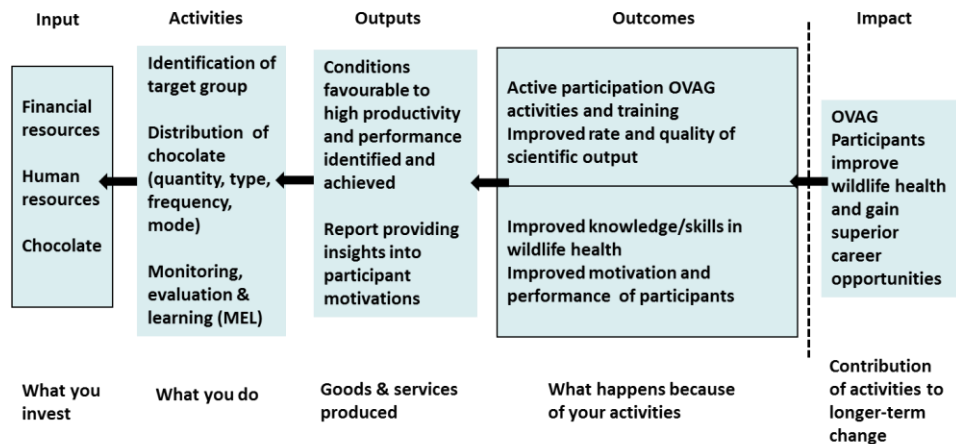 Input
Activities
Outputs
Outcomes
Impact
Financial
resources
Human
resources
Chocolate
Identification of
target group
Distribution of
chocolate
(quantity, type,
frequency,
mode)
Monitoring,
evaluation &
learning (MEL)
Conditions
favourable to
high productivity
and performance
identified and
achieved
Report providing
insights into
participant
motivations
Active participation OVAG
activities and training
Improved rate and quality of
scientific output
Improved knowledge/skills in
wildlife health
Improved motivation and
performance of participants
OVAG
Participants
improve
wildlife health
and gain
superior
career
opportunities
What you
invest
What you do
Goods & services
produced
What happens because
of your activities
Contribution
of activities to
longer-term
change